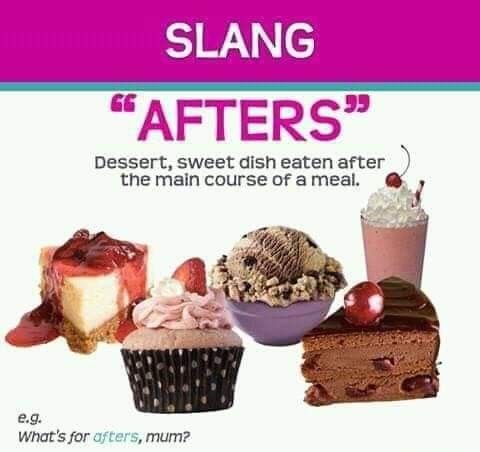 SLANG
“AFTERS”
Dessert, sweet dish eaten after
the main course of a meal.
e.g.
What's for afters, mum?